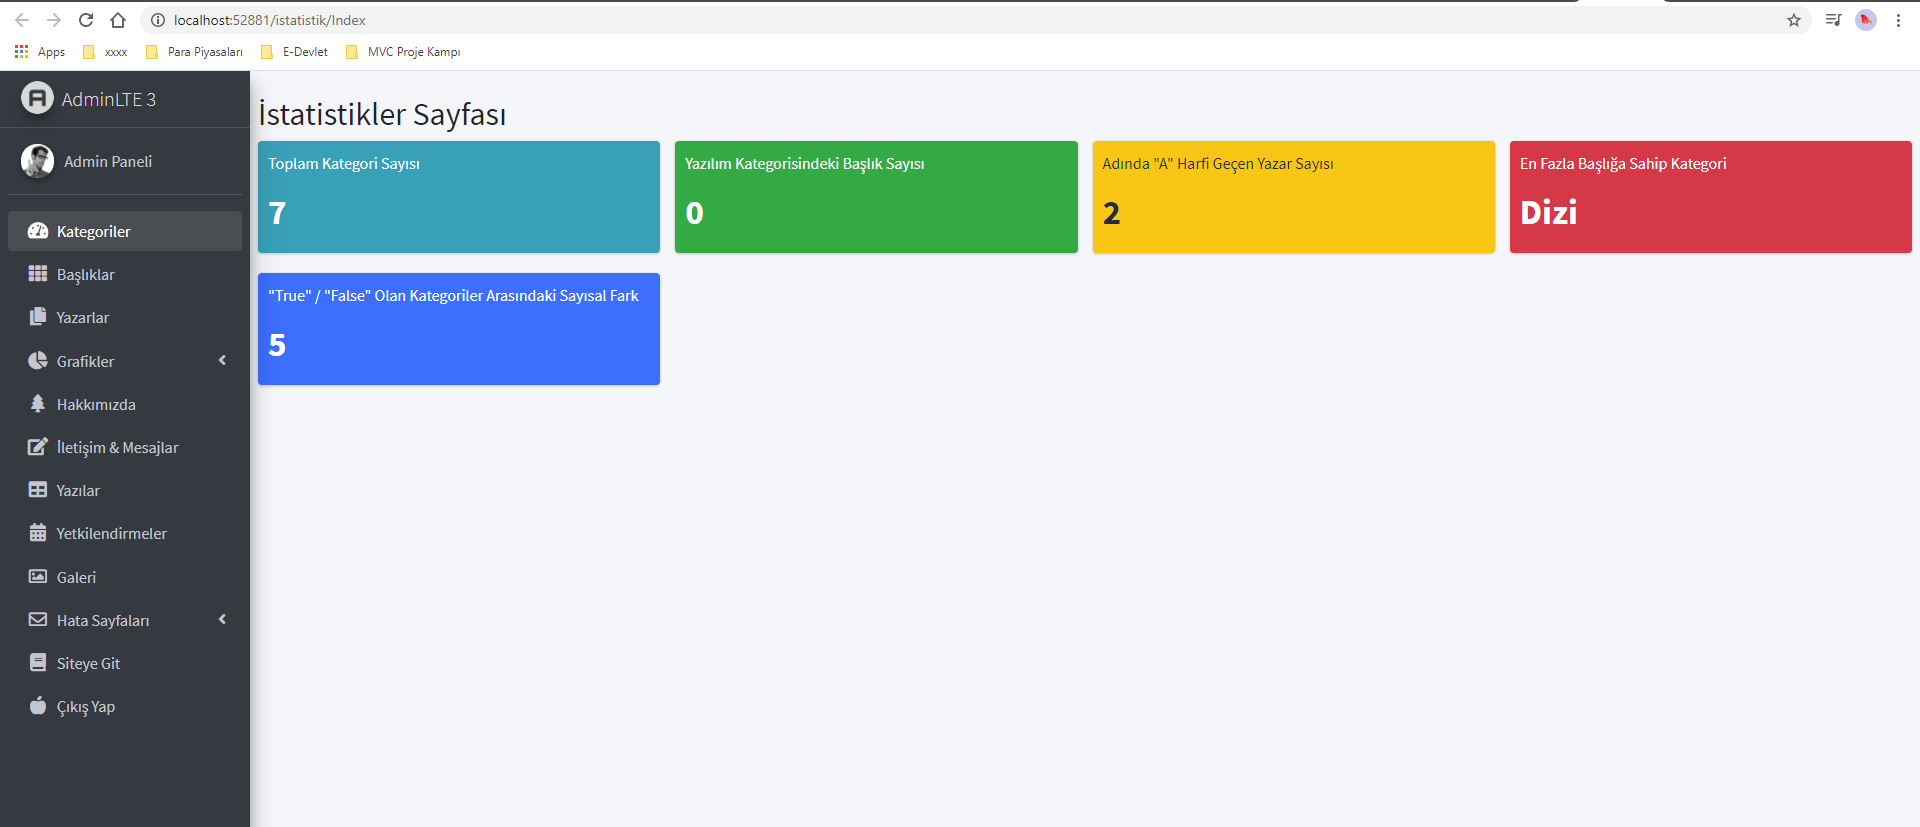 localhost:52881/istatistik/Index
Apps
xxxx
Para Piyasaları
E-Devlet
MVC Proje Kampı
AdminLTE 3
Admin Paneli
Kategoriler
Başlıklar
Yazarlar
Grafikler
Hakkımızda
İletişim & Mesajlar
Yazılar
Yetkilendirmeler
Galeri
Hata Sayfaları
Siteye Git
Çıkış Yap
İstatistikler Sayfası
Toplam Kategori Sayısı
7
Yazılım Kategorisindeki Başlık Sayısı
0
Adında "A" Harfi Geçen Yazar Sayısı
2
En Fazla Başlığa Sahip Kategori
Dizi
"True" / "False" Olan Kategoriler Arasındaki Sayısal Fark
5